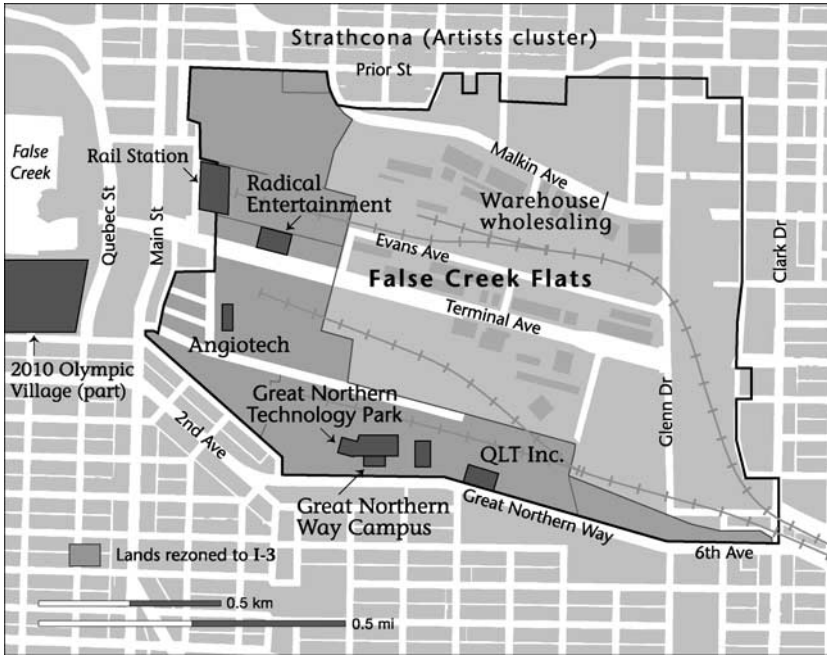 Strathcona (Artists cluster)
Prior St
False
Creek
Rail Station
Quebec St
Main St
Radical
Entertainment
Malkin Ave
Warehouse/
wholesaling
Evans Ave
False Creek Flats
Terminal Ave
Clark Dr
Glenn Dr
Angiotech
2010 Olympic
Village (part)
2nd Ave
Great Northern
Technology Park
QLT Inc.
Great Northern
Way Campus
Great Northern Way
6th Ave
Lands rezoned to I-3
0.5 km
0.5 mi